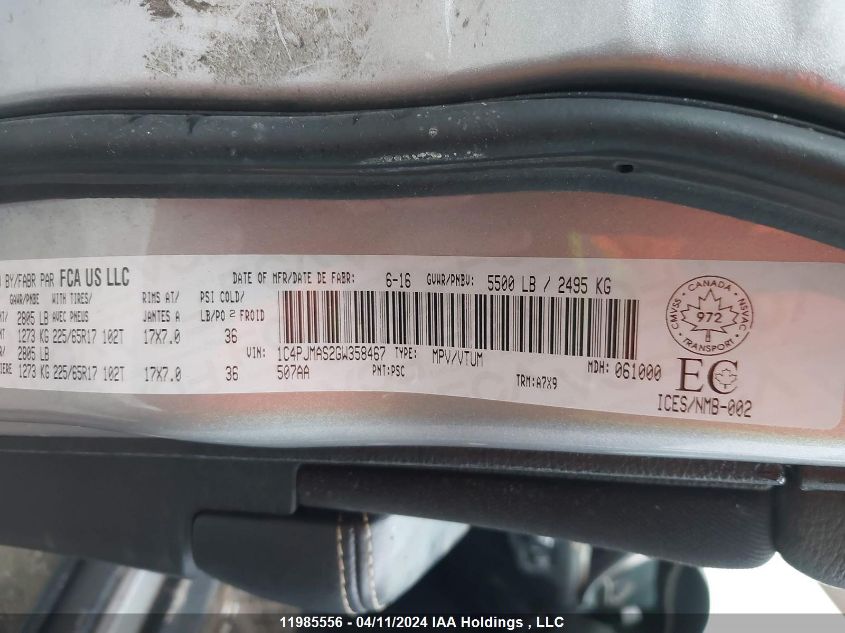 BY/FABR PAR FCA US LLC DATE OF MFR/DATE DE FABR: 6-16 GVWR/PNBV: 5500 LB / 2495 KG
GAWR/PNBE WITH TIRES/ RIMS AT/ PSI COLD/
2805 LB AVEC PNEUS JANTES A LB/PO2 FROID
1273 KG 225/65R17 102T 17X7.0 36
2805 LB VIN: 1C4PJMAS2GW358467 TYPE: MPV/VTUM MDH: 061000
1273 KG 225/65R17 102T 17X7.0 36 507AA PNT:PSC TRM:A7X9
CMVSS CANADA NSVAC
972
TRANSPORT
EC
ICES/NMB-002
11985556 - 04/11/2024 IAA Holdings , LLC